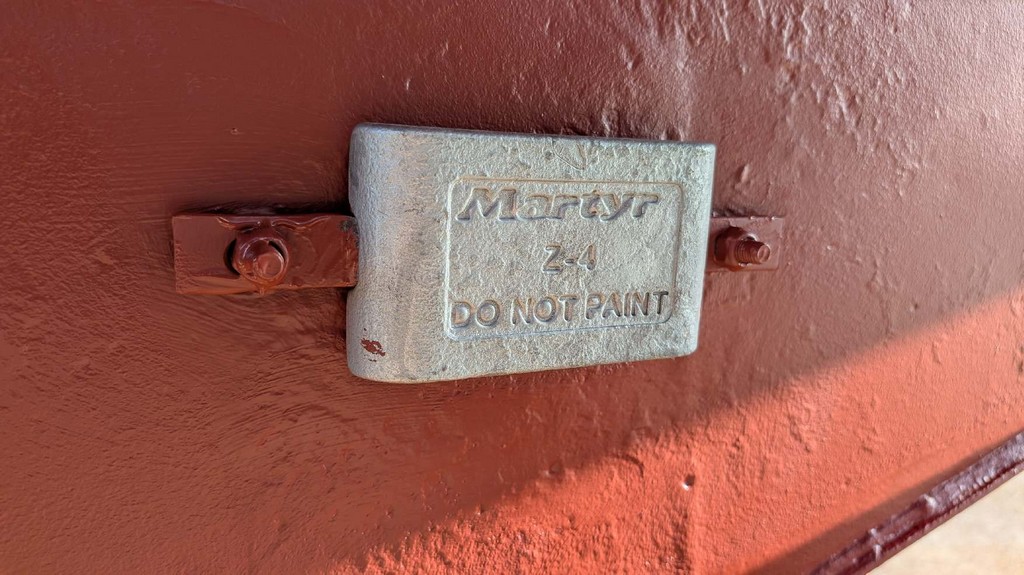 Martyr
Z-4
DO NOT PAINT